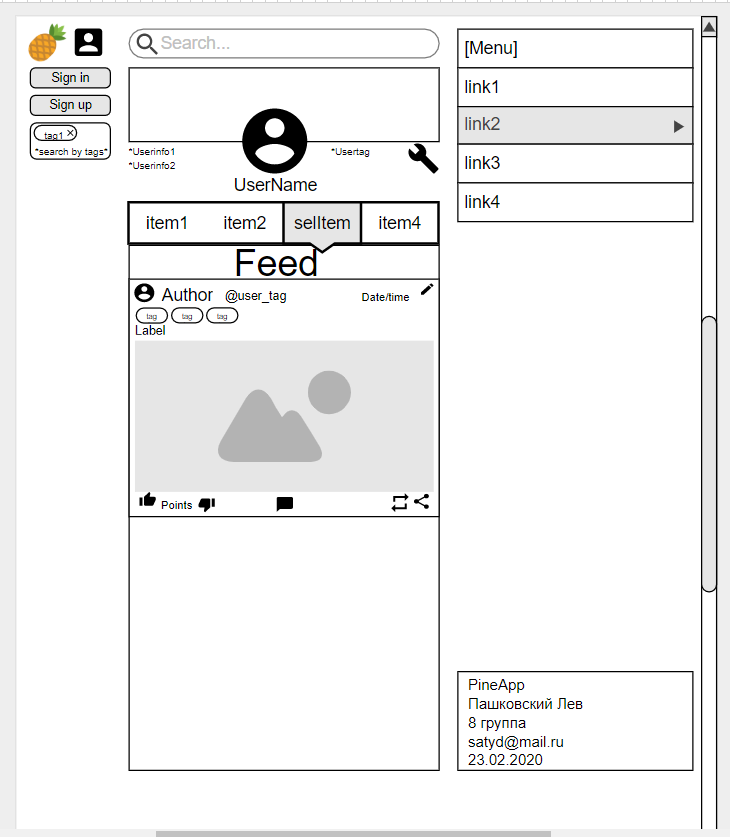 Sign in
Sign up
tag1
*search by tags*
Search...
*Userinfo1
*Userinfo2
*Usertag
UserName
item1 item2 selItem item4
Feed
Author @user_tag Date/time
tag tag tag
Label
Points
[Menu]
link1
link2
link3
link4
PineApp
Пашковский Лев
8 группа
satyd@mail.ru
23.02.2020